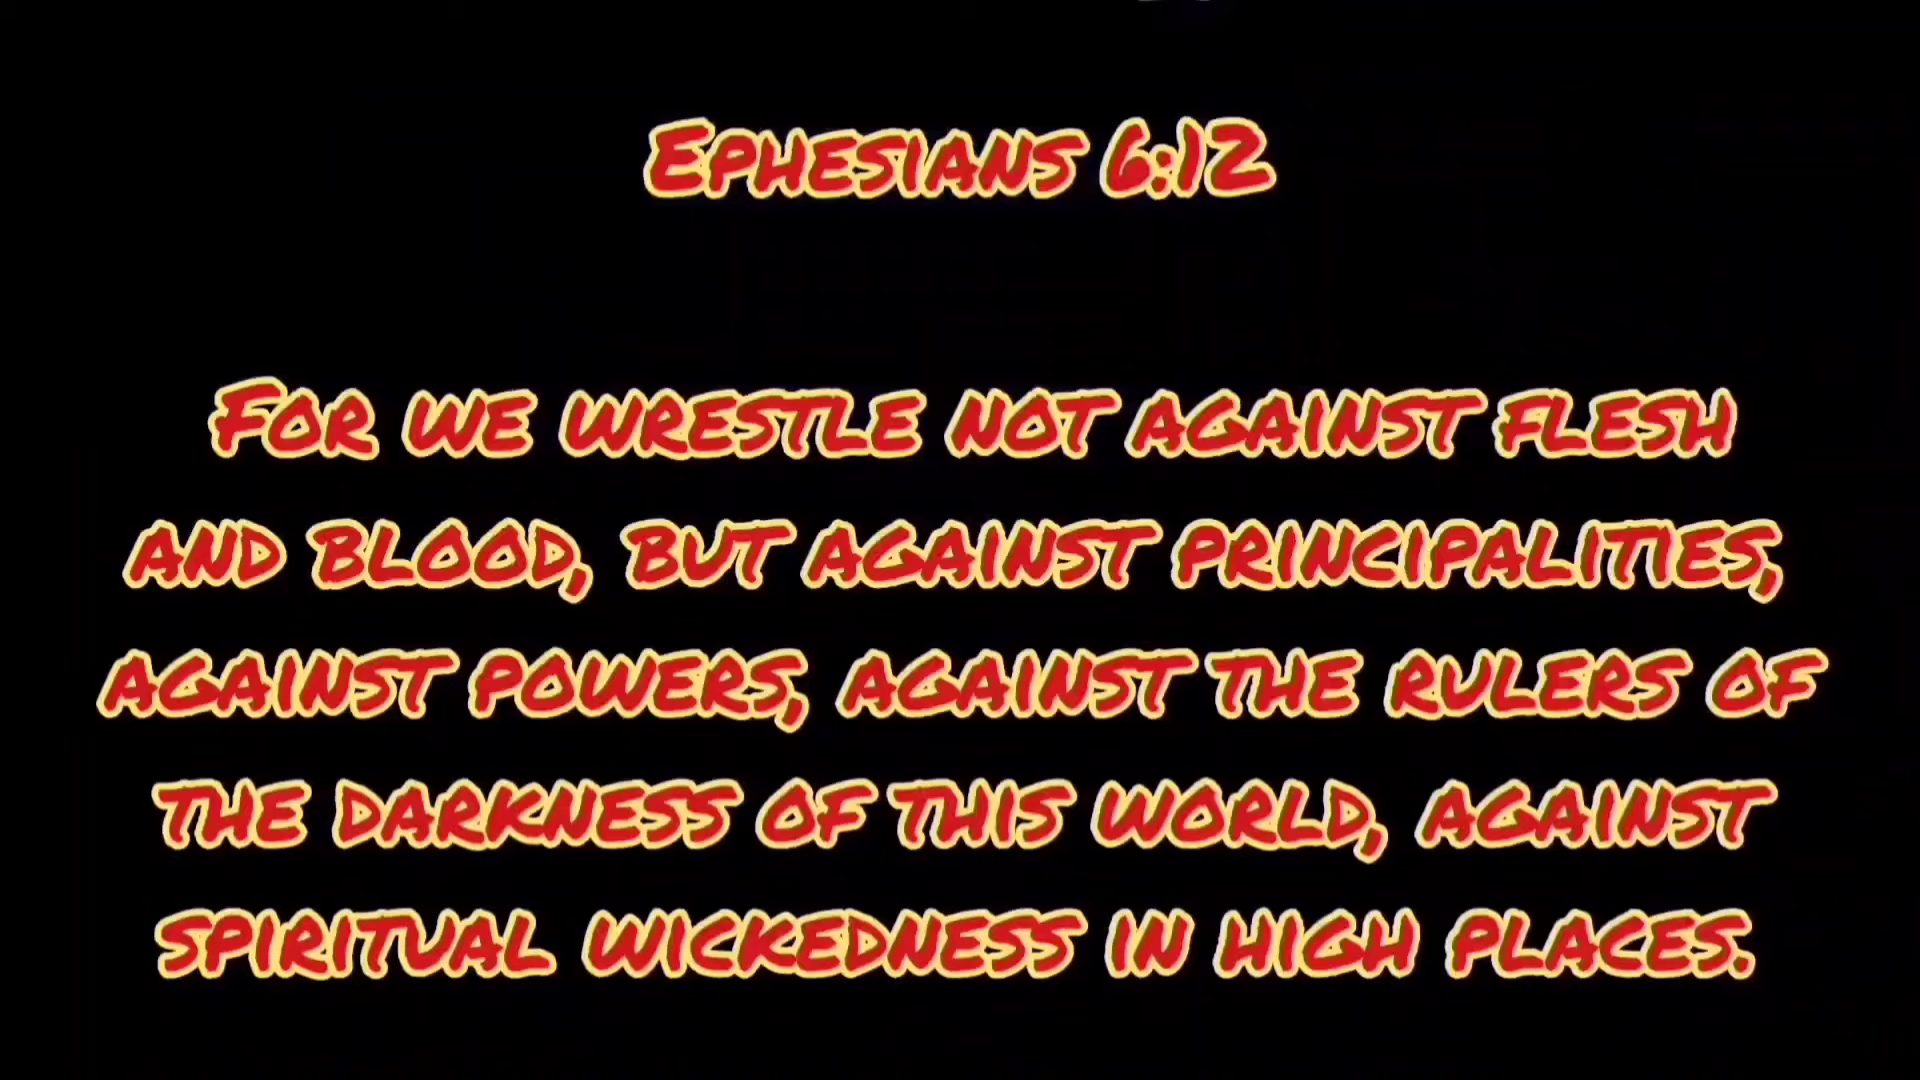 Ephesians 6:12
For we wrestle not against flesh
and blood, but against principalities,
against powers, against the rulers of
the darkness of this world, against
spiritual wickedness in high places.